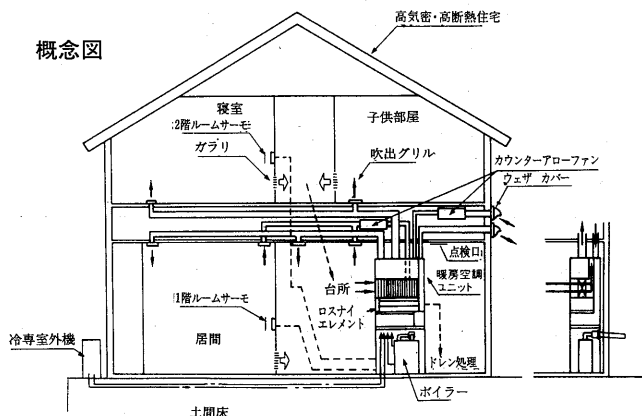 高気密・高断熱住宅
概念図
寝室
子供部屋
2階ルームサーモ
ガラリ
吹出グリル
カウンターアローファン
ウェザ カバー
点検口
台所
暖房空調
ユニット
ロスナイ
エレメント
1階ルームサーモ
居間
冷専室外機
ドレン処理
ボイラー
土間床